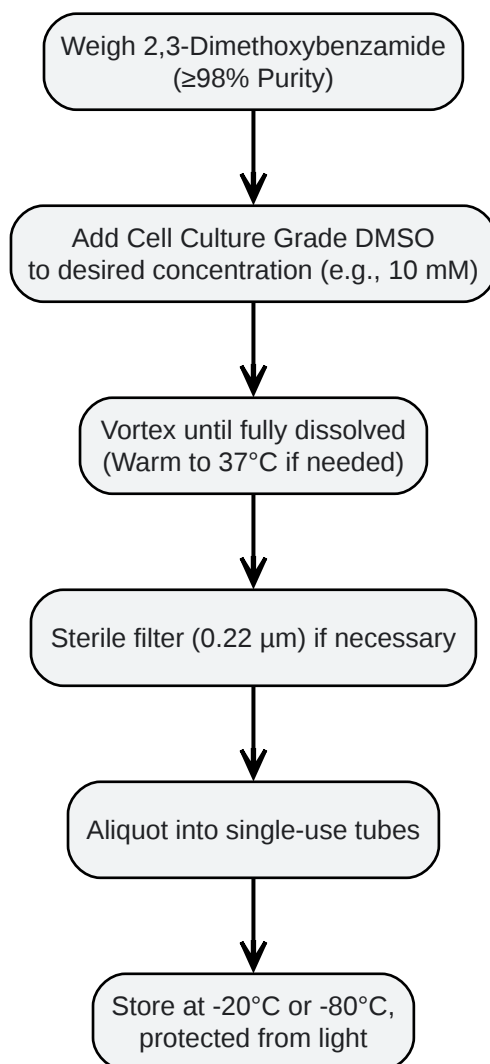 Weigh 2,3-Dimethoxybenzamide
(≥98% Purity)
Add Cell Culture Grade DMSO
to desired concentration (e.g., 10 mM)
Vortex until fully dissolved
(Warm to 37°C if needed)
Sterile filter (0.22 µm) if necessary
Aliquot into single-use tubes
Store at -20°C or -80°C,
protected from light